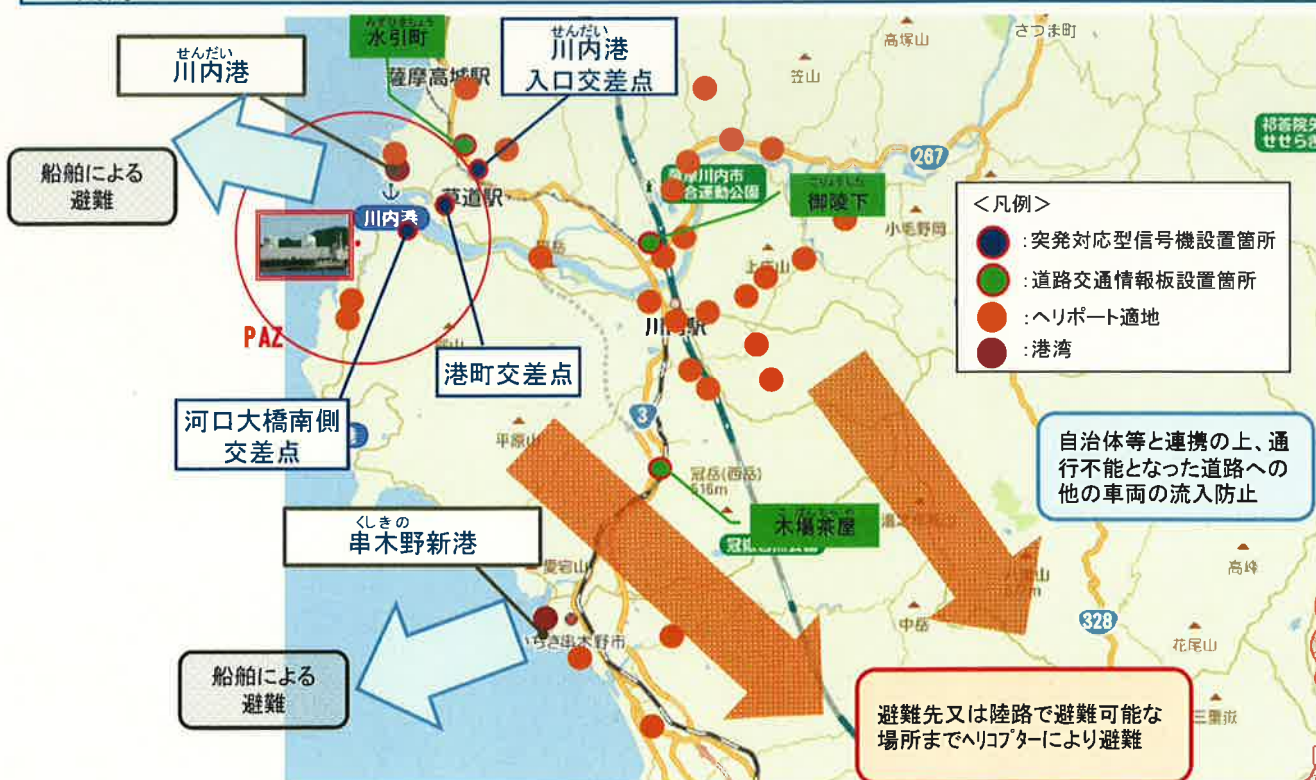 みずひきちょう
水引町
せんだい
川内港
せんだい
川内港
入口交差点
薩摩高城駅
高塚山
さつま町
笠山
267
船舶による
避難
川内港
草道駅
御陵下
小毛野岡
<凡例>
:突発対応型信号機設置箇所
:道路交通情報板設置箇所
:ヘリポート適地
:港湾
PAZ
港町交差点
河口大橋南側
交差点
3
平原山
冠岳(西岳)
516m
木場茶屋
自治体等と連携の上、通
行不能となった道路への
他の車両の流入防止
くしきの
串木野新港
愛宕山
高峰
中岳
328
花尾山
いちき串木野市
船舶による
避難
避難先又は陸路で避難可能な
場所までヘリコプターにより避難
三重嶽